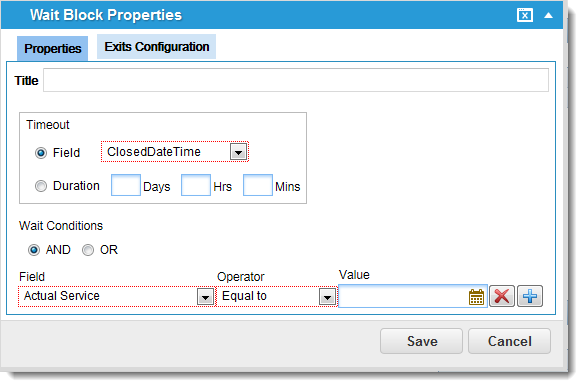 Wait Block Properties
Properties Exits Configuration
Title
Timeout
Field ClosedDateTime
Duration Days Hrs Mins
Wait Conditions
AND OR
Field Operator Value
Actual Service Equal to
Save Cancel